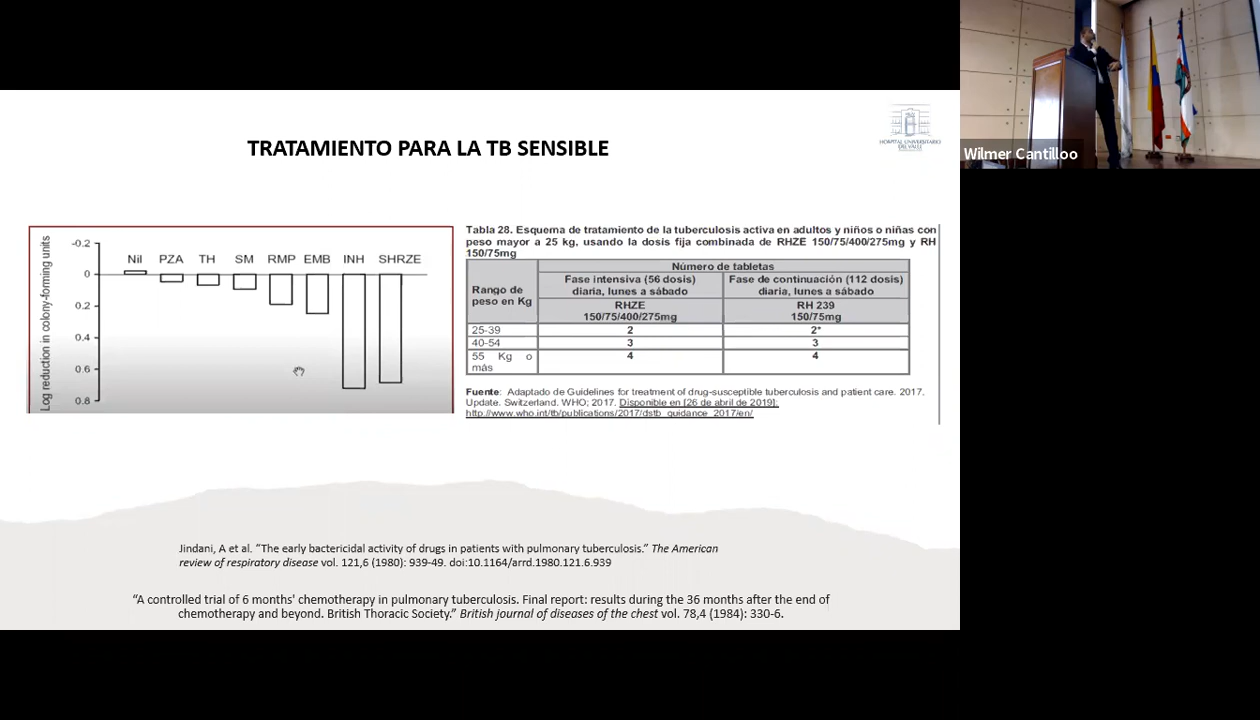 TRATAMIENTO PARA LA TB SENSIBLE
HOSPITAL UNIVERSITARIO
DEL VALLE
Wilmer Cantilloo
Log reduction in colony-forming units
-0.2
0
0.2
0.4
0.6
0.8
Nil PZA TH SM RMP EMB INH SHRZE
Tabla 28. Esquema de tratamiento de la tuberculosis activa en adultos y niños o niñas con
peso mayor a 25 kg, usando la dosis fija combinada de RHZE 150/75/400/275mg y RH
150/75mg
Rango de
peso en Kg
Número de tabletas
Fase intensiva (56 dosis)
diaria, lunes a sábado
Fase de continuación (112 dosis)
diaria, lunes a sábado
RHZE
150/75/400/275mg
RH 239
150/75mg
25-39 2 2*
40-54 3 3
55 Kg o
más
4 4
Fuente: Adaptado de Guidelines for treatment of drug-susceptible tuberculosis and patient care. 2017.
Update. Switzerland. WHO; 2017. Disponible en [26 de abril de 2019]:
http://www.who.int/tb/publications/2017/dstb_guidance_2017/en/
Jindani, A et al. “The early bactericidal activity of drugs in patients with pulmonary tuberculosis.” The American
review of respiratory disease vol. 121,6 (1980): 939-49. doi:10.1164/arrd.1980.121.6.939
“A controlled trial of 6 months' chemotherapy in pulmonary tuberculosis. Final report: results during the 36 months after the end of
chemotherapy and beyond. British Thoracic Society.” British journal of diseases of the chest vol. 78,4 (1984): 330-6.